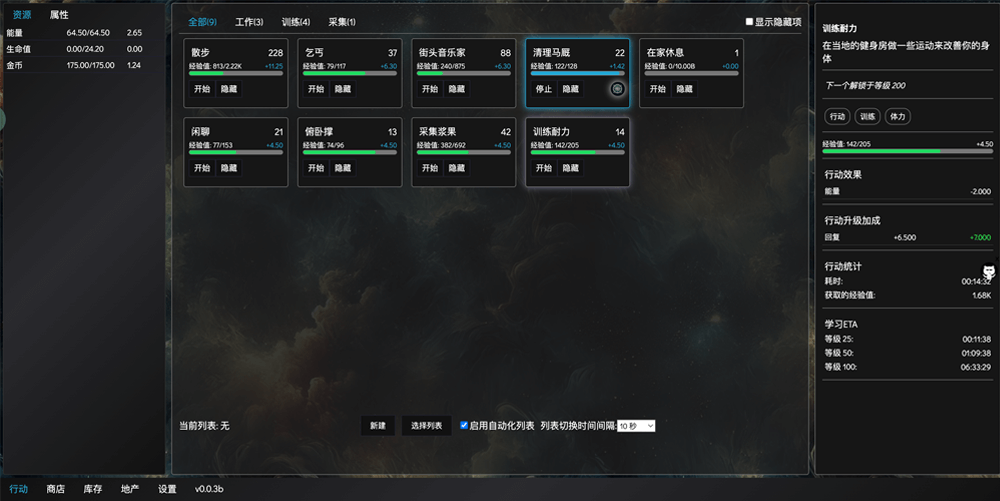 资源 属性
能量 64.50/64.50 2.65
生命值 0.00/24.20 0.00
金币 175.00/175.00 1.24
全部(9) 工作(3) 训练(4) 采集(1) 显示隐藏项
散步 228
经验值: 813/2.22K +11.25
开始 隐藏
乞丐 37
经验值: 79/117 +6.30
开始 隐藏
街头音乐家 88
经验值: 240/875 +6.30
开始 隐藏
清理马厩 22
经验值: 122/128 +1.42
停止 隐藏
在家休息 1
经验值: 0/10.008 +0.00
开始 隐藏
闲聊 21
经验值: 77/153 +4.50
开始 隐藏
俯卧撑 13
经验值: 74/96 +4.50
开始 隐藏
采集浆果 42
经验值: 382/692 +4.50
开始 隐藏
训练耐力 14
经验值: 142/205 +4.50
开始 隐藏
当前列表: 无 新建 选择列表 启用自动化列表 列表切换时间间隔: 10 秒
训练耐力
在当地的健身房做一些运动来改善你的身
体
下一个解锁于等级 200
行动 训练 体力
经验值: 142/205 +4.50
行动效果
能量 -2.000
行动升级加成
回复 +6.500 +7.000
行动统计
耗时: 00:14:32
获取的经验值: 1.68K
学习ETA
等级 25: 00:11:38
等级 50: 01:09:38
等级 100: 06:33:29
行动 商店 库存 地产 设置 v0.0.3b